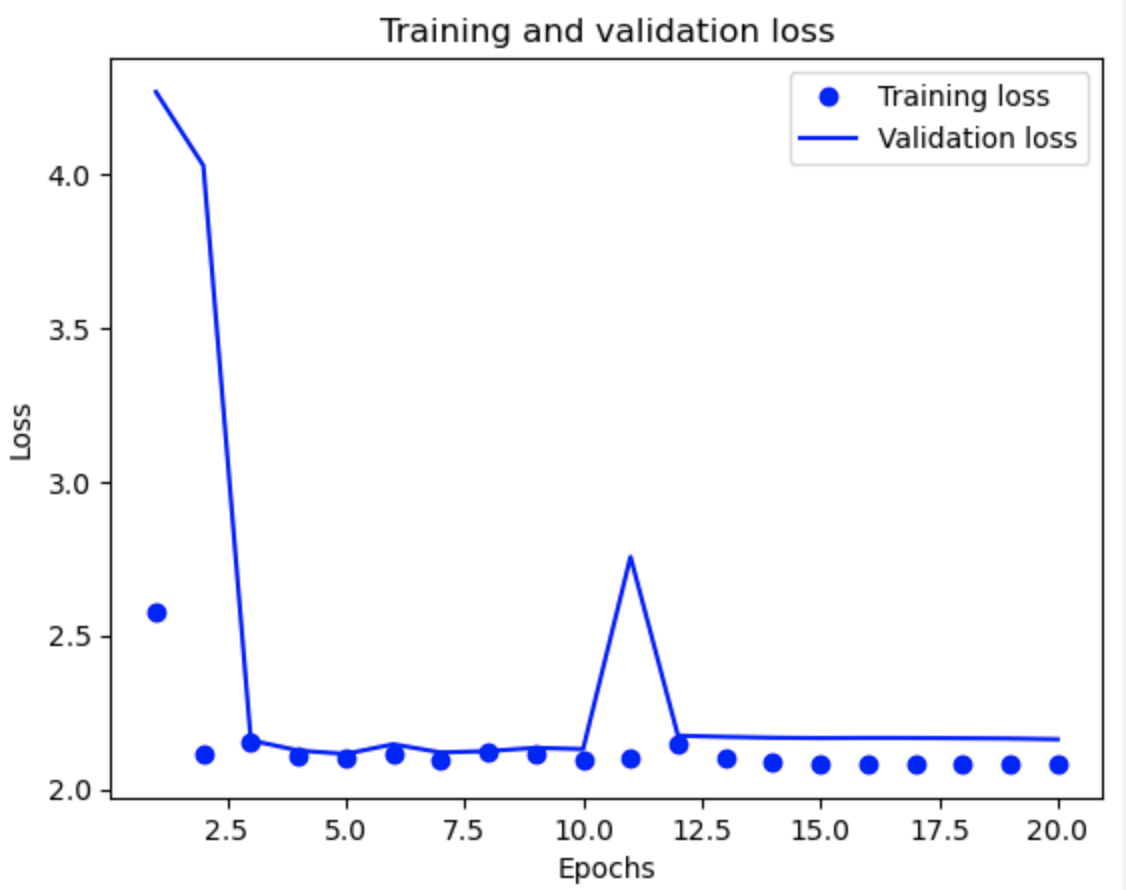 Training and validation loss
Training loss
Validation loss
4.0
3.5
3.0
2.5
2.0
Loss
2.5
5.0
7.5
10.0
12.5
15.0
17.5
20.0
Epochs